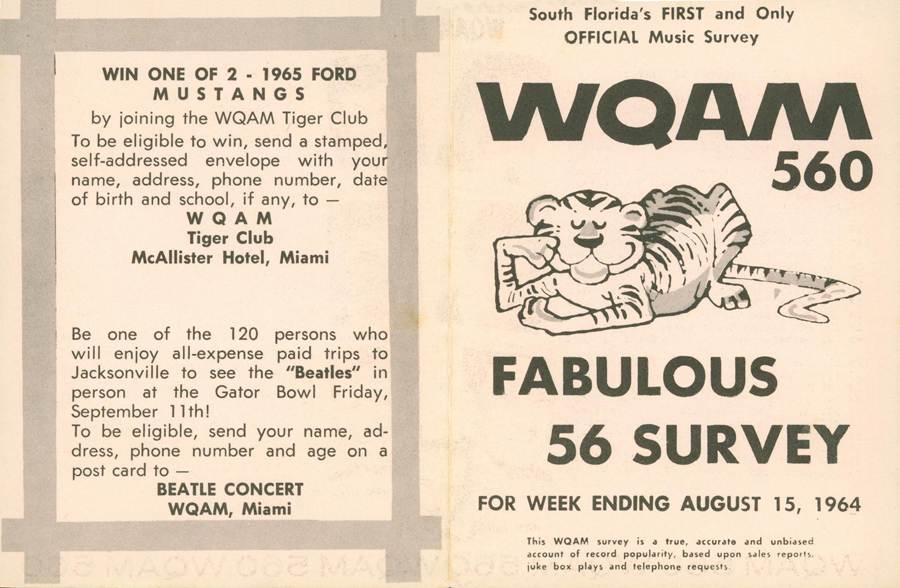 WIN ONE OF 2 - 1965 FORD
MUSTANGS
by joining the WQAM Tiger Club
To be eligible to win, send a stamped,
self-addressed envelope with your
name, address, phone number, date
of birth and school, if any, to —
WQAM
Tiger Club
McAllister Hotel, Miami
Be one of the 120 persons who
will enjoy all-expense paid trips to
Jacksonville to see the "Beatles" in
person at the Gator Bowl Friday,
September 11th!
To be eligible, send your name, ad-
dress, phone number and age on a
post card to —
BEATLE CONCERT
WQAM, Miami
South Florida's FIRST and Only
OFFICIAL Music Survey
WQAM
560
FABULOUS
56 SURVEY
FOR WEEK ENDING AUGUST 15, 1964
This WQAM survey is a true, accurate and unbiased
account of record popularity, based upon sales reports,
juke box plays and telephone requests.